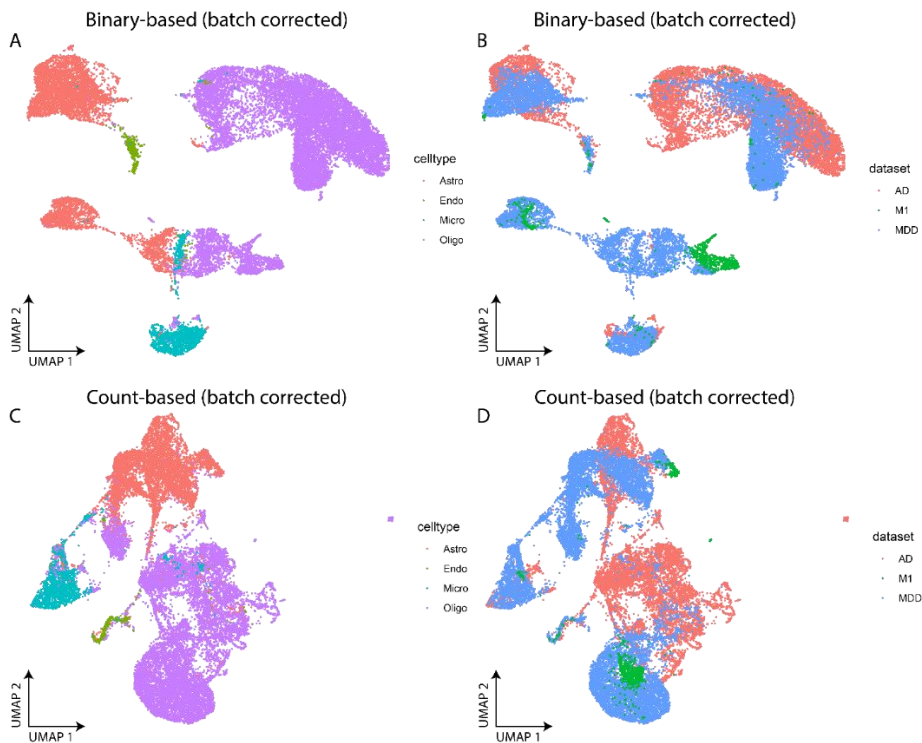 Binary-based (batch corrected)
A
celltype
Astro
Endo
Micro
Oligo
UMAP 2
UMAP 1
Binary-based (batch corrected)
B
dataset
AD
M1
MDD
UMAP 2
UMAP 1
Count-based (batch corrected)
C
celltype
Astro
Endo
Micro
Oligo
UMAP 2
UMAP 1
Count-based (batch corrected)
D
dataset
AD
M1
MDD
UMAP 2
UMAP 1